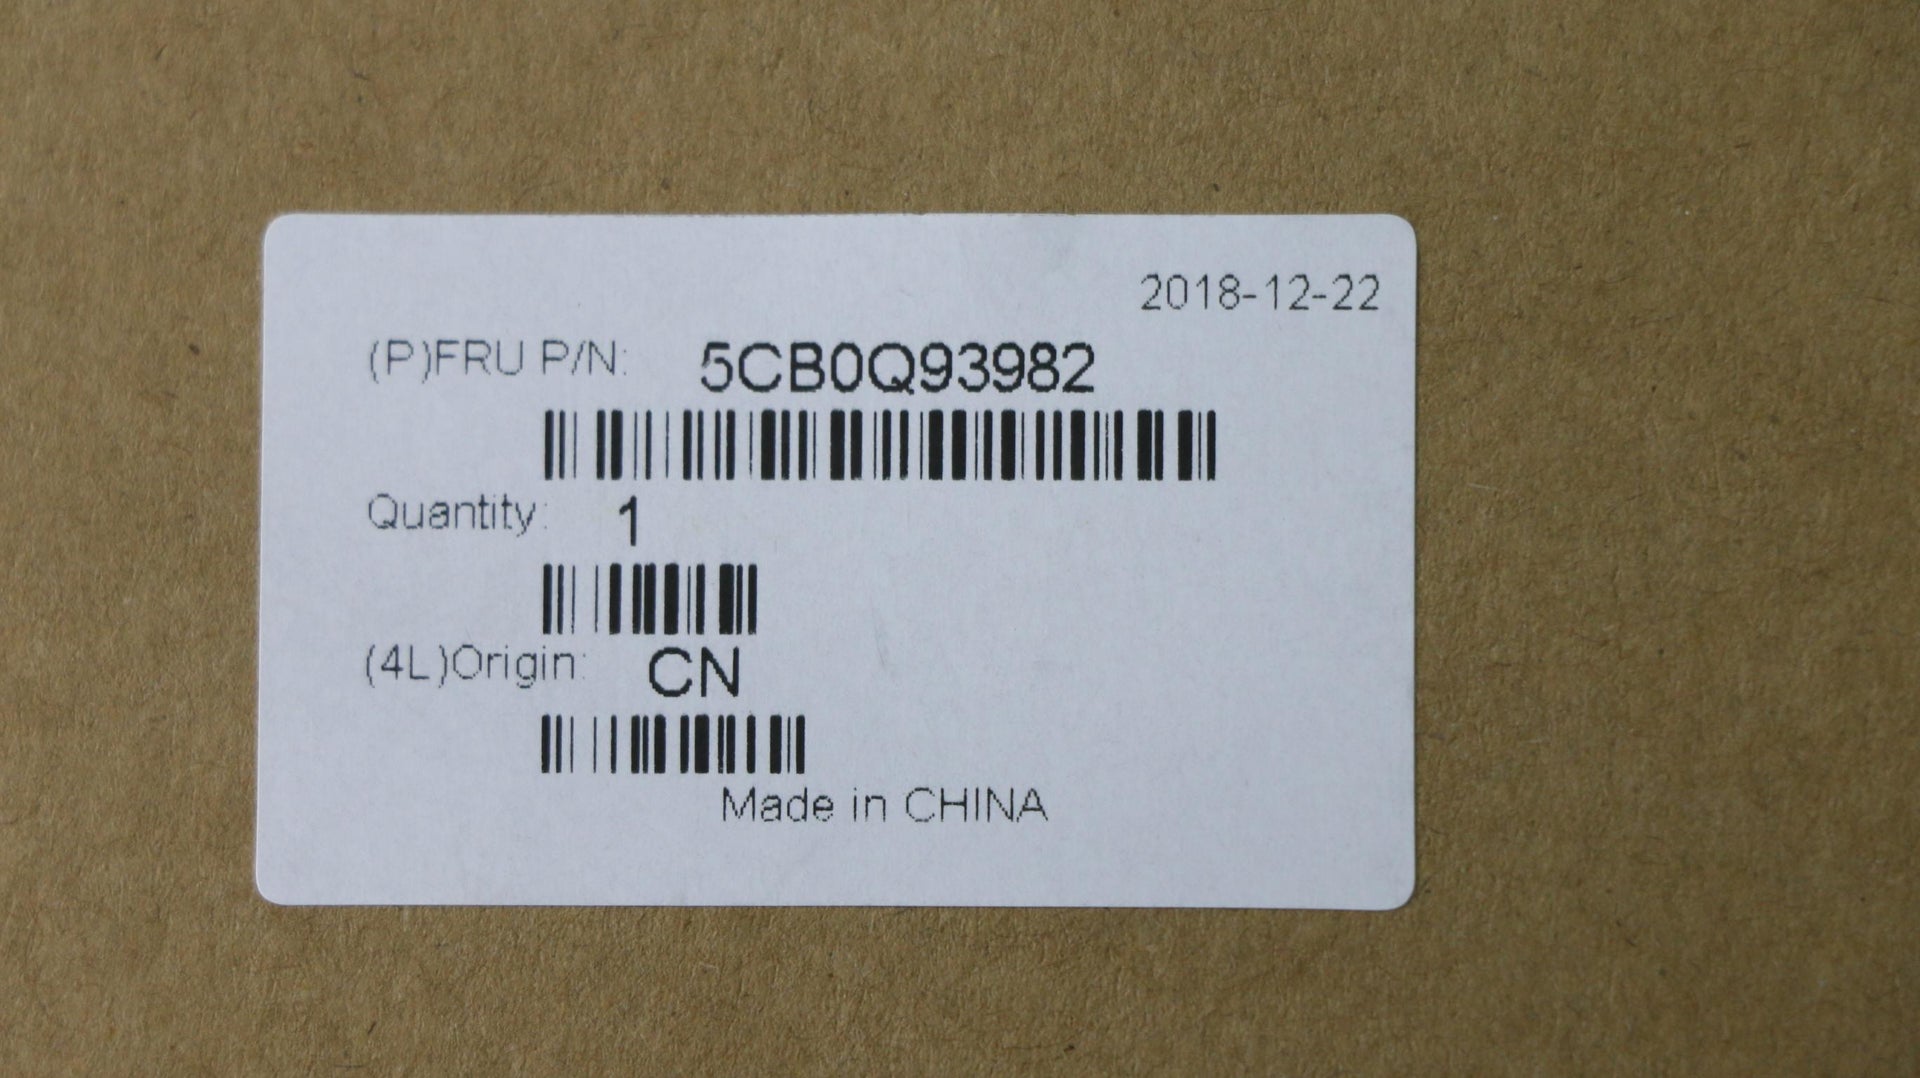 2018-12-22
(P)FRU P/N: 5CB0Q93982
Quantity: 1
(4L)Origin: CN
Made in CHINA